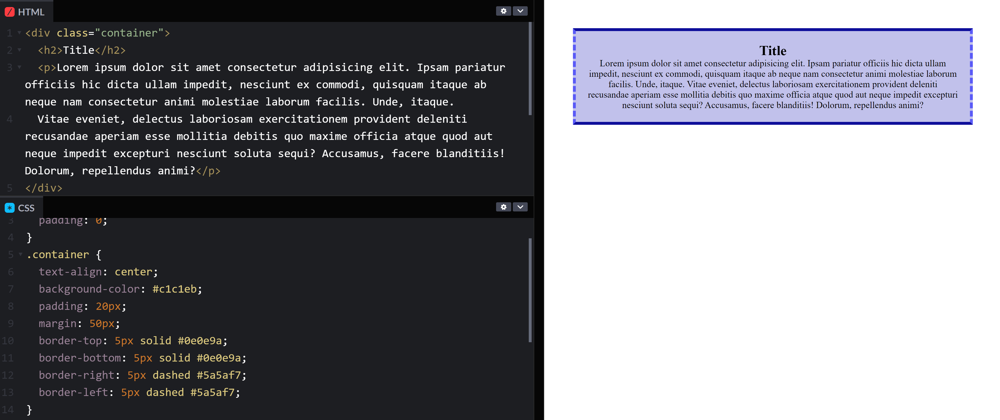 HTML
1 <div class="container">
2 <h2>Title</h2>
3 <p>Lorem ipsum dolor sit amet consectetur adipisicing elit. Ipsam pariatur
officiis hic dicta ullam impedit, nesciunt ex commodi, quisquam itaque ab
neque nam consectetur animi molestiae laborum facilis. Unde, itaque.
4 Vitae eveniet, delectus laboriosam exercitationem provident deleniti
recusandae aperiam esse mollitia debitis quo maxime officia atque quod aut
neque impedit excepturi nesciunt soluta sequi? Accusamus, facere blanditiis!
Dolorum, repellendus animi?</p>
5 </div>
CSS
3 padding: 0;
4 }
5 .container {
6 text-align: center;
7 background-color: #c1c1eb;
8 padding: 20px;
9 margin: 50px;
10 border-top: 5px solid #0e0e9a;
11 border-bottom: 5px solid #0e0e9a;
12 border-right: 5px dashed #5a5af7;
13 border-left: 5px dashed #5a5af7;
14 }
Title
Lorem ipsum dolor sit amet consectetur adipisicing elit. Ipsam pariatur officiis hic dicta ullam
impedit, nesciunt ex commodi, quisquam itaque ab neque nam consectetur animi molestiae laborum
facilis. Unde, itaque. Vitae eveniet, delectus laboriosam exercitationem provident deleniti
recusandae aperiam esse mollitia debitis quo maxime officia atque quod aut neque impedit excepturi
nesciunt soluta sequi? Accusamus, facere blanditiis! Dolorum, repellendus animi?